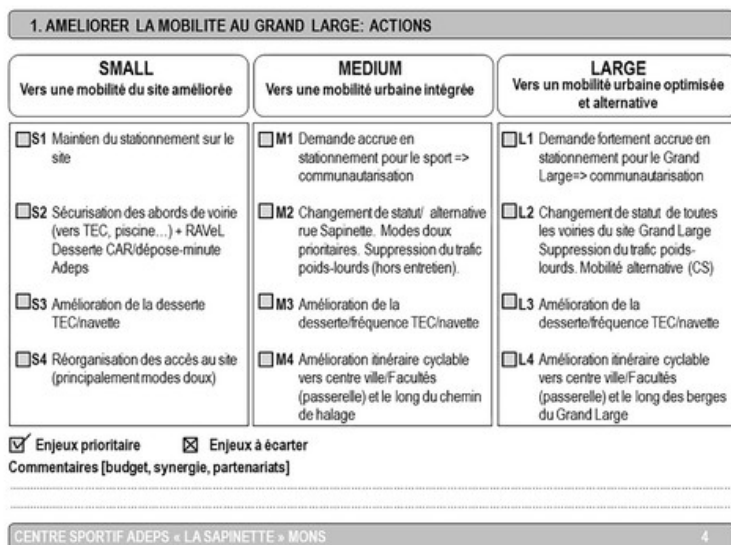 1. AMELIORER LA MOBILITE AU GRAND LARGE: ACTIONS
SMALL
Vers une mobilité du site améliorée
MEDIUM
Vers une mobilité urbaine intégrée
LARGE
Vers un mobilité urbaine optimisée
et alternative
S1 Maintien du stationnement sur le
site
S2 Sécurisation des abords de voirie
(vers TEC, piscine...) + RAVeL
Desserte CAR/dépose-minute
Adeps
S3 Amélioration de la desserte
TEC/navette
S4 Réorganisation des accès au site
(principalement modes doux)
M1 Demande accrue en
stationnement pour le sport =>
communautarisation
M2 Changement de statut/ alternative
rue Sapinette. Modes doux
prioritaires. Suppression du trafic
poids-lourds (hors entretien).
M3 Amélioration de la
desserte/fréquence TEC/navette
M4 Amélioration itinéraire cyclable
vers centre ville/Facultés
(passerelle) et le long du chemin
de halage
L1 Demande fortement accrue en
stationnement pour le Grand
Large=> communautarisation
L2 Changement de statut de toutes
les voiries du site Grand Large
Suppression du trafic poids-
lourds. Mobilité alternative (CS)
L3 Amélioration de la
desserte/fréquence TEC/navette
L4 Amélioration itinéraire cyclable
vers centre ville/Facultés
(passerelle) et le long des berges
du Grand Large
Enjeux prioritaire
Enjeux à écarter
Commentaires [budget, synergie, partenariats]
CENTRE SPORTIF ADEPS « LA SAPINETTE » MONS
4